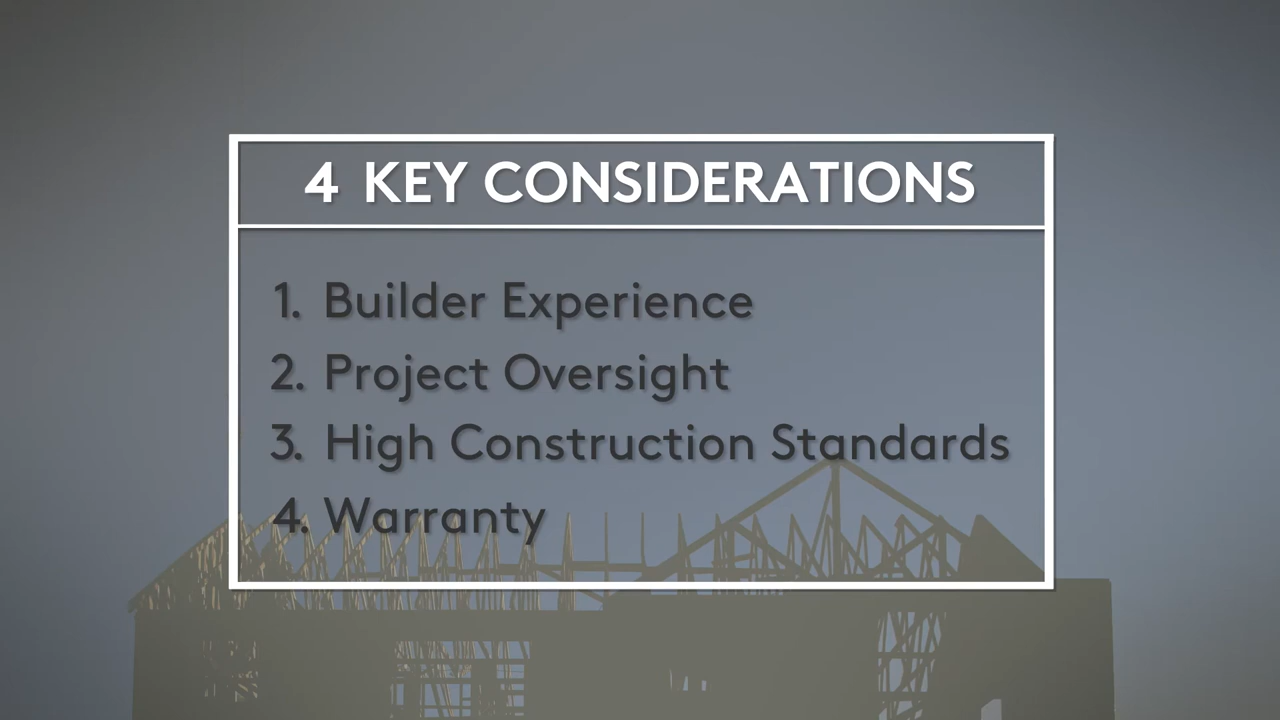 4 KEY CONSIDERATIONS
1. Builder Experience
2. Project Oversight
3. High Construction Standards
4. Warranty